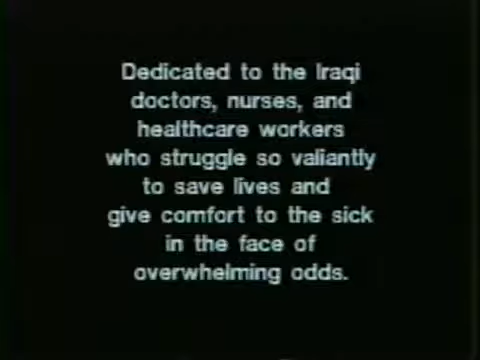 Dedicated to the Iraqi
doctors, nurses, and
healthcare workers
who struggle so valiantly
to save lives and
give comfort to the sick
in the face of
overwhelming odds.